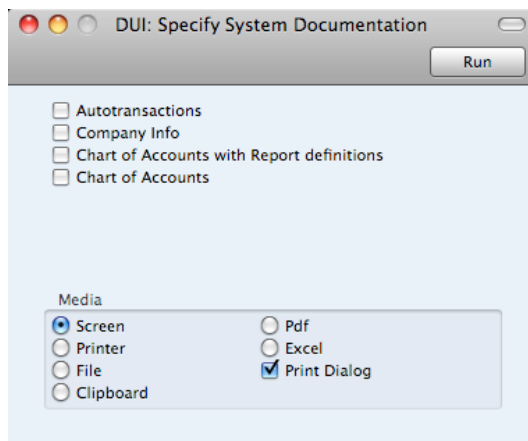 DUI: Specify System Documentation
Run
Autotransactions
Company Info
Chart of Accounts with Report definitions
Chart of Accounts
Media
Screen
Pdf
Printer
Excel
File
Print Dialog
Clipboard